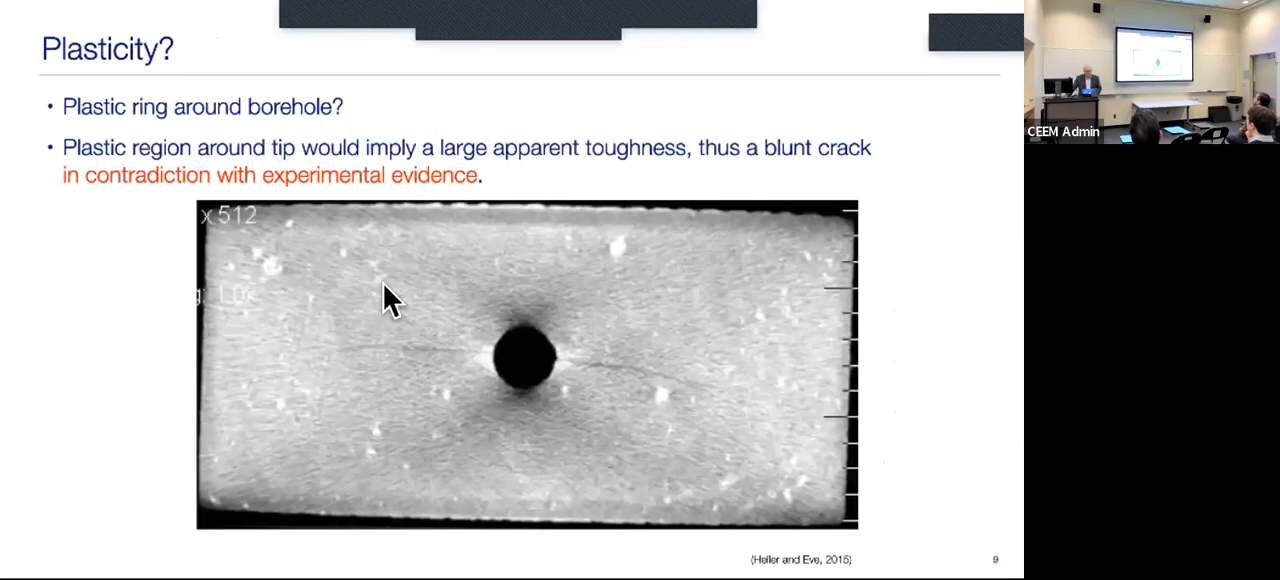 Plasticity?
• Plastic ring around borehole?
• Plastic region around tip would imply a large apparent toughness, thus a blunt crack
in contradiction with experimental evidence.
x 512
(Heller and Eve, 2015)
9
CEEM Admin